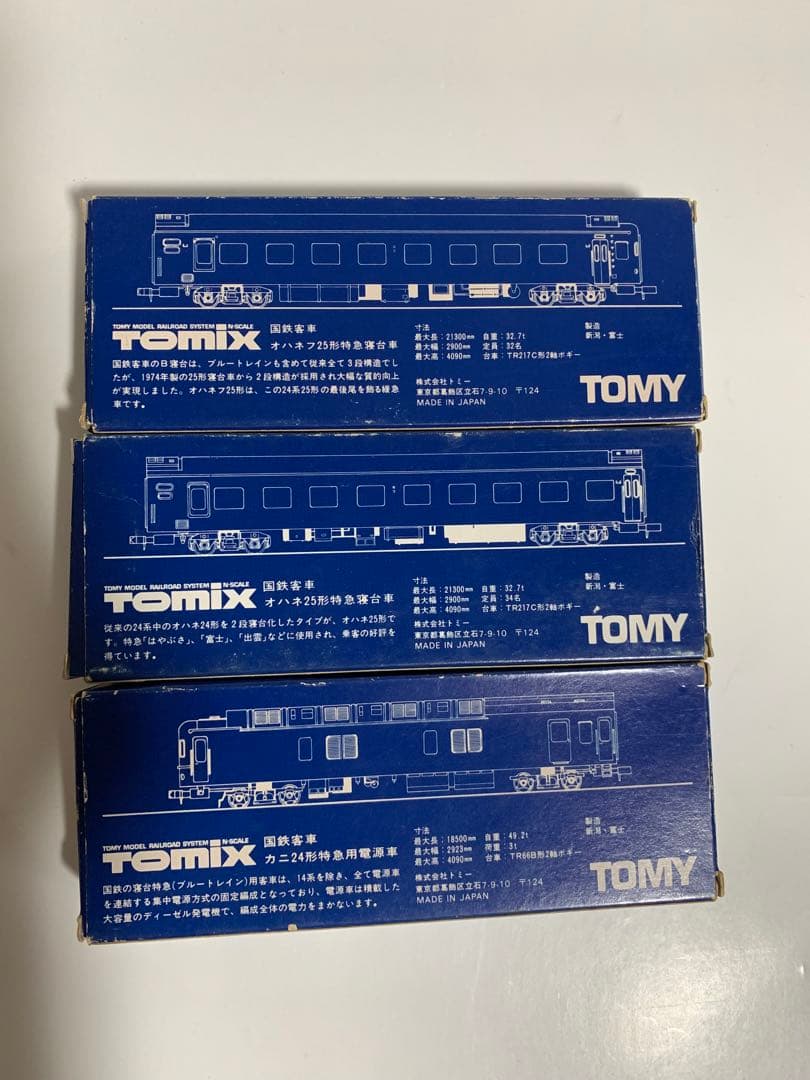 TOMY MODEL RAILROAD SYSTEM N-SCALE
TOMIX
国鉄客車
オハネフ25形特急寝台車
国鉄客車のB寝台は、ブルートレインも含めて従来全て3段構造でし
たが、1974年製の25形寝台車から2段構造が採用され大幅な質的向上
が実現しました。オハネフ25形は、この24系25形の最後尾を飾る緩急
車です。
寸法
最大長:21300mm 自重:32.7t
最大幅:2900mm 定員:32名
最大高:4090mm 台車:TR217C形2軸ボギー
製造
新潟・富士
株式会社トミー
東京都葛飾区立石7-9-10 〒124
MADE IN JAPAN
TOMY
TOMY MODEL RAILROAD SYSTEM N-SCALE
TOMIX
国鉄客車
オハネ25形特急寝台車
従来の24系中のオハネ24形を2段寝台化したタイプが、オハネ25形で
す。特急「はやぶさ」、「富士」、「出雲」などに使用され、乗客の好評を
得ています。
寸法
最大長:21300mm 自重:32.7t
最大幅:2900mm 定員:34名
最大高:4090mm 台車:TR217C形2軸ボギー
製造
新潟・富士
株式会社トミー
東京都葛飾区立石7-9-10 〒124
MADE IN JAPAN
TOMY
TOMY MODEL RAILROAD SYSTEM N-SCALE
TOMIX
国鉄客車
カニ24形特急用電源車
国鉄の寝台特急(ブルートレイン)用客車は、14系を除き、全て電源車
を連結する集中電源方式の固定編成となっており、電源車は積載した
大容量のディーゼル発電機で、編成全体の電力をまかないます。
寸法
最大長:18500mm 自重:49.2t
最大幅:2923mm 荷重:3t
最大高:4090mm 台車:TR66B形2軸ボギー
製造
新潟・富士
株式会社トミー
東京都葛飾区立石7-9-10 〒124
MADE IN JAPAN
TOMY